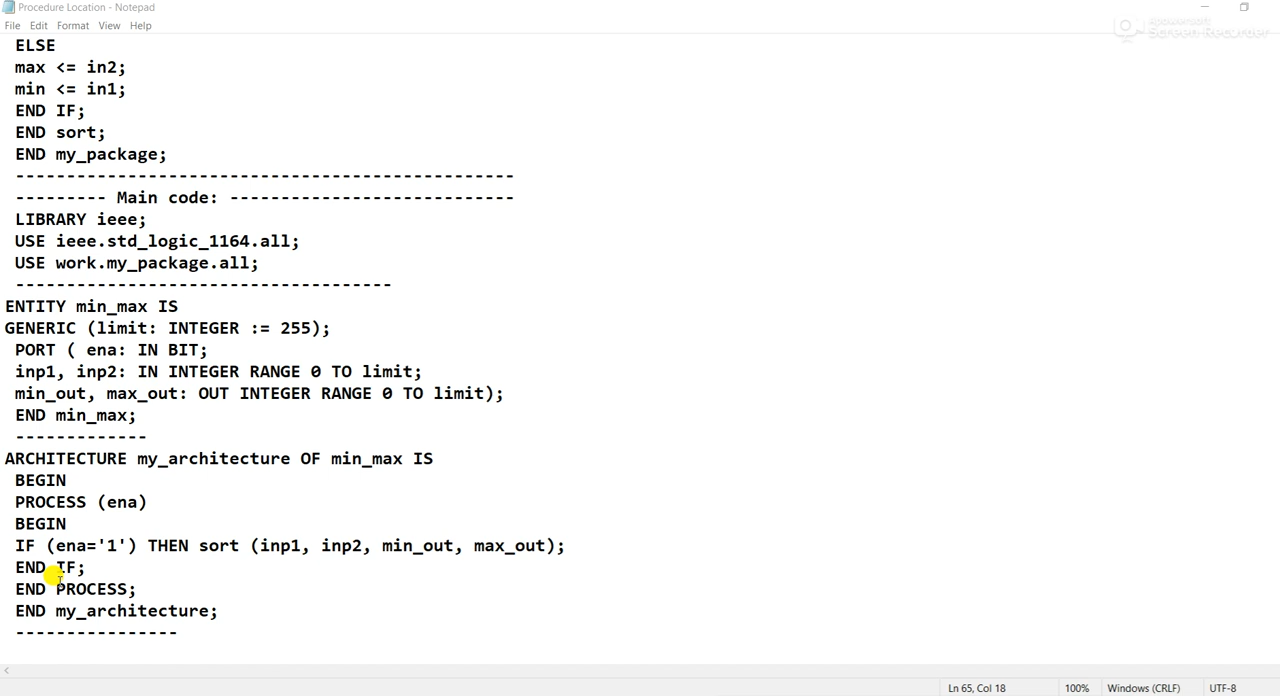 Procedure Location - Notepad
File Edit Format View Help
Apowersoft
Screen Recorder
ELSE
max <= in2;
min <= in1;
END IF;
END sort;
END my_package;
-------------------------------------------------
--------- Main code: ----------------------------
LIBRARY ieee;
USE ieee.std_logic_1164.all;
USE work.my_package.all;
-------------------------------------
ENTITY min_max IS
GENERIC (limit: INTEGER := 255);
PORT ( ena: IN BIT;
inp1, inp2: IN INTEGER RANGE 0 TO limit;
min_out, max_out: OUT INTEGER RANGE 0 TO limit);
END min_max;
-------------
ARCHITECTURE my_architecture OF min_max IS
BEGIN
PROCESS (ena)
BEGIN
IF (ena='1') THEN sort (inp1, inp2, min_out, max_out);
END IF;
END PROCESS;
END my_architecture;
----------------
Ln 65, Col 18 100% Windows (CRLF) UTF-8